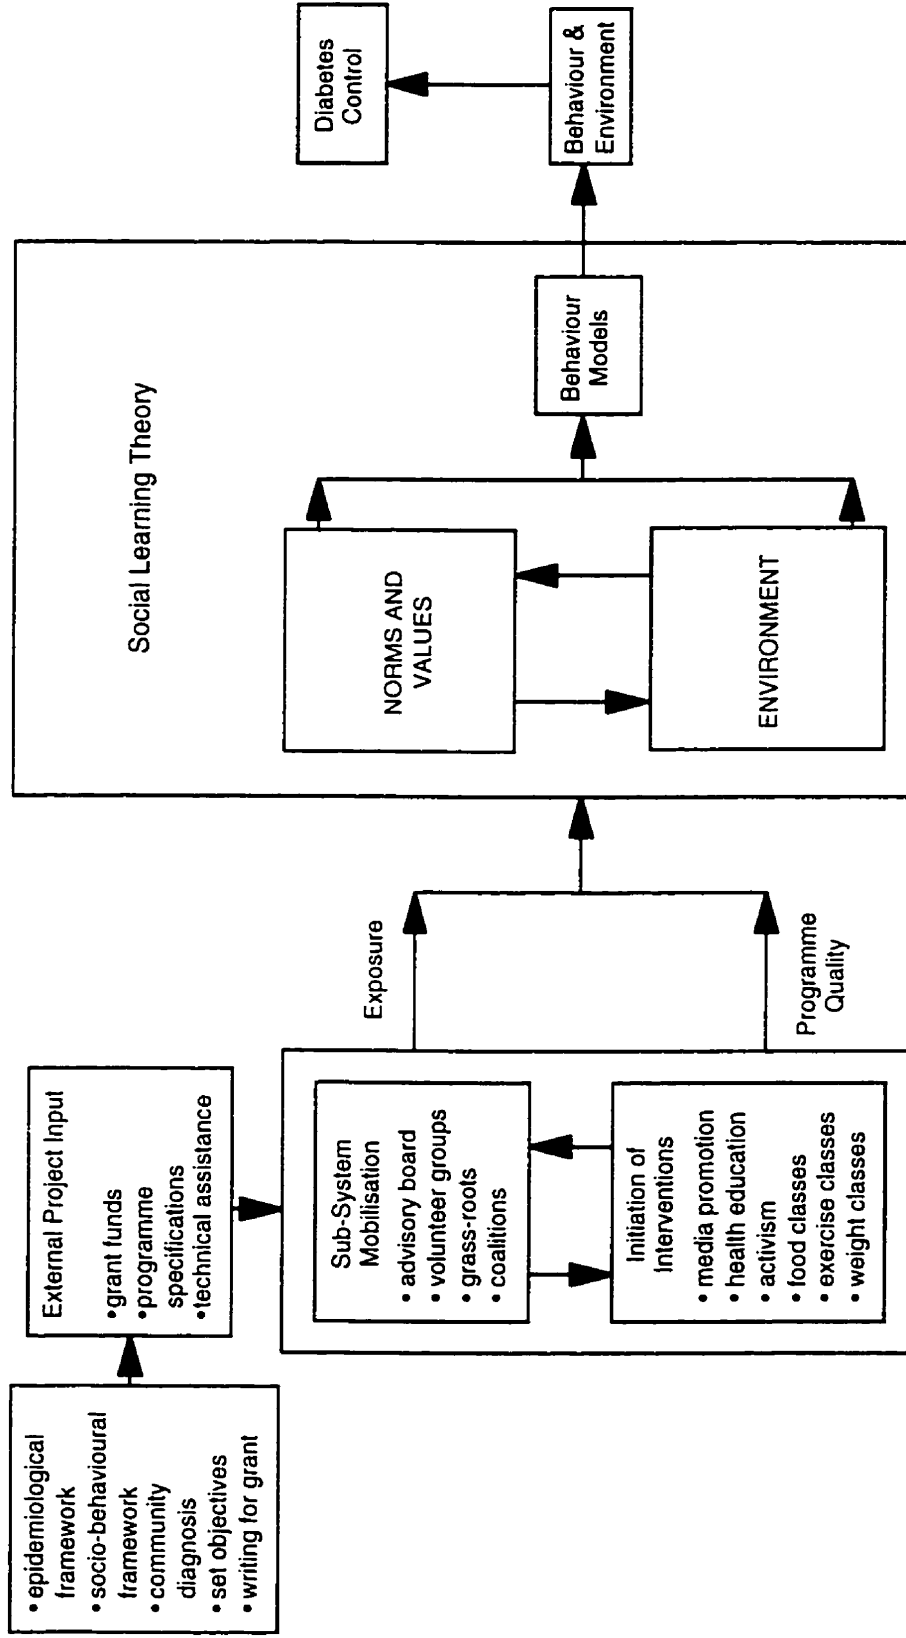 • epidemiological
framework
• socio-behavioural
framework
• community
diagnosis
• set objectives
• writing for grant
External Project Input
•grant funds
•programme
specifications
•technical assistance
Sub-System
Mobilisation
• advisory board
• volunteer groups
• grass-roots
• coalitions
Initiation of
Interventions
• media promotion
• health education
• activism
• food classes
• exercise classes
• weight classes
Exposure
Programme
Quality
Social Learning Theory
NORMS AND
VALUES
ENVIRONMENT
Behaviour
Models
Behaviour &
Environment
Diabetes
Control